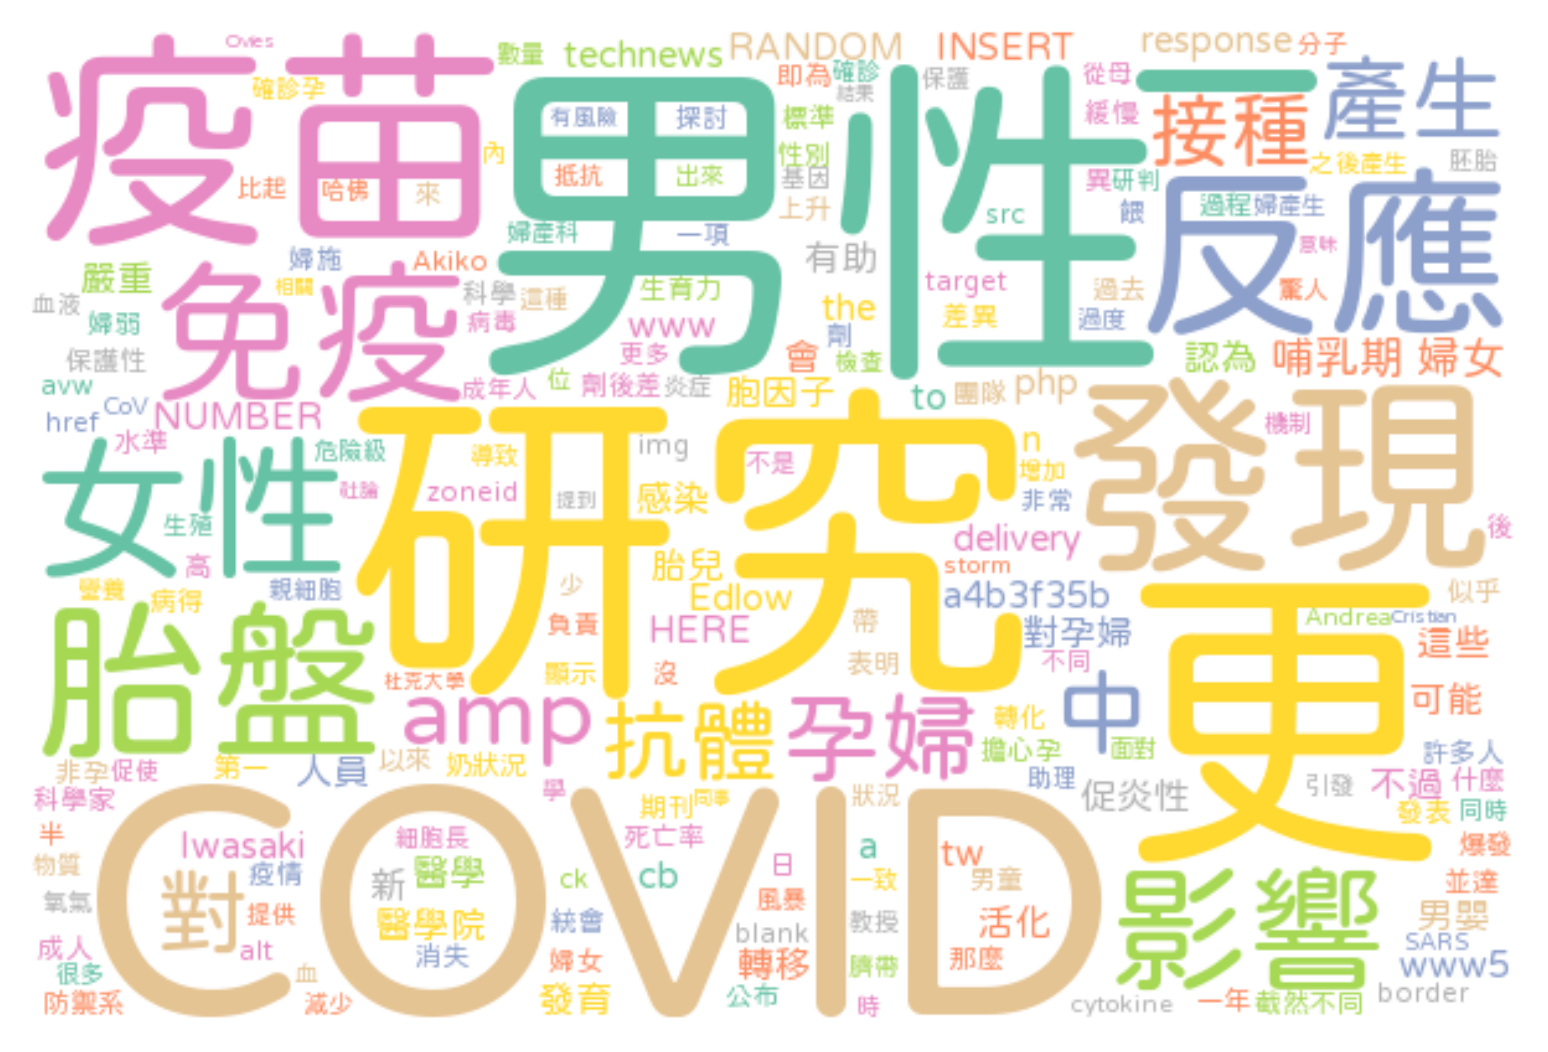 Ovies
疫苗
數量
technews
RANDOM
INSERT
response
分子
確診孕
男性
即為
確診
結果
保護
從母
一
產生
有風險
探討
標準
緩慢
接種
內
性別
之後產生
胚胎
比起
哈佛
來
抵抗
出來
基因
異
研判
反應
上升
src
餵
過程
婦產生
婦產科
一項
意味
婦施
Akiko
有助
嚴重
免疫
相關
科學
這種
生育力
target
過去
驚人
血液
病毒
www
the
差異
過度
婦弱
劑
保護性
更多
會
檢查
認為
哺乳期
婦女
avw
成年人
位
劑後差
炎症
胞因子
to
團隊
php
發現
href
CoV
NUMBER
研究
機制
水準
女性
危險級
導致
img
不是
n
增加
社論
zoneid
提到
感染
非常
生殖
後
高
delivery
胎兒
storm
營養
病得
親細胞
少
Edlow
a4b3f35b
更
似乎
胎盤
負責
HERE
帶
對孕婦
Andrea
Cristian
這些
杜克大學
顯示
沒
表明
不同
中
可能
amp
抗體
孕婦
轉化
擔心孕
面對
許多人
非孕
促使
第一
人員
以來
奶狀況
助理
引發
不過
什麼
科學家
學
期刊
同事
狀況
促炎性
發表
同時
COVID
半
Iwasaki
細胞長
死亡率
a
tw
爆發
物質
疫情
新
醫學
ck
cb
日
一致
男童
影響
並達
氧氣
對
提供
醫學院
統會
風暴
教授
活化
男嬰
成人
alt
消失
婦女
blank
轉移
臍帶
那麼
SARS
www5
很多
血
發育
公布
防禦系
減少
時
cytokine
一年
截然不同
border